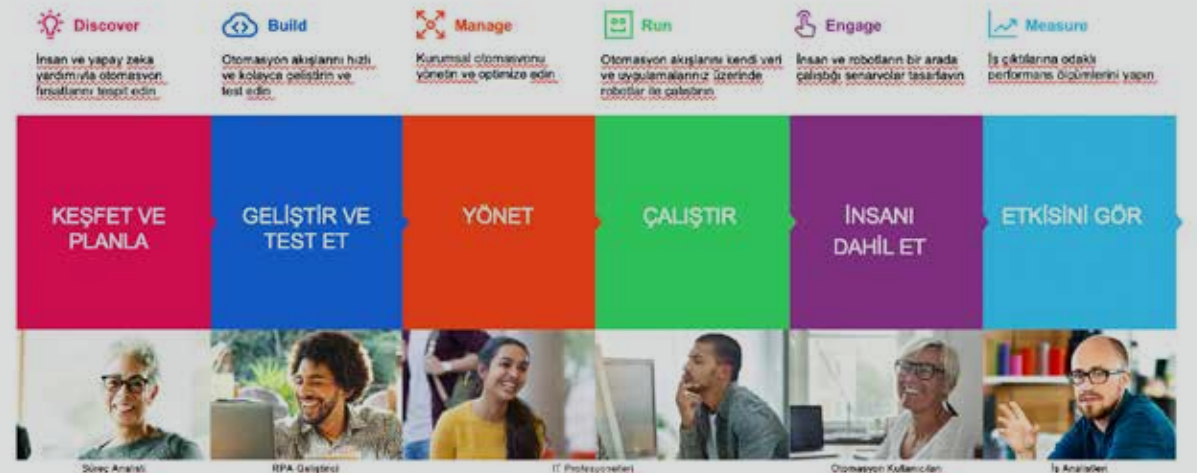 Discover
İnsan ve yapay zeka
yardımıyla otomasyon
fırsatlarını tespit edin
Build
Otomasyon akışlarını hızlı
ve kolayca geliştirin ve
test edin
Manage
Kurumsal otomasyonu
yönetin ve optimize edin
Run
Otomasyon akışlarını kendi veri
ve uygulamalarınız üzerinde
robotlar ile çalıştırın
Engage
İnsan ve robotların bir arada
çalıştığı senaryolar tasarlayın
Measure
İş çıktılarına odaklı
performans ölçümlerini yapın
KEŞFET VE
PLANLA
GELİŞTİR VE
TEST ET
YÖNET
ÇALIŞTIR
İNSANI
DAHİL ET
ETKİSİNİ GÖR
Süreç Analisti
RPA Geliştirici
IT Profesyonelleri
Otomasyon Kullanıcıları
İş Analistleri